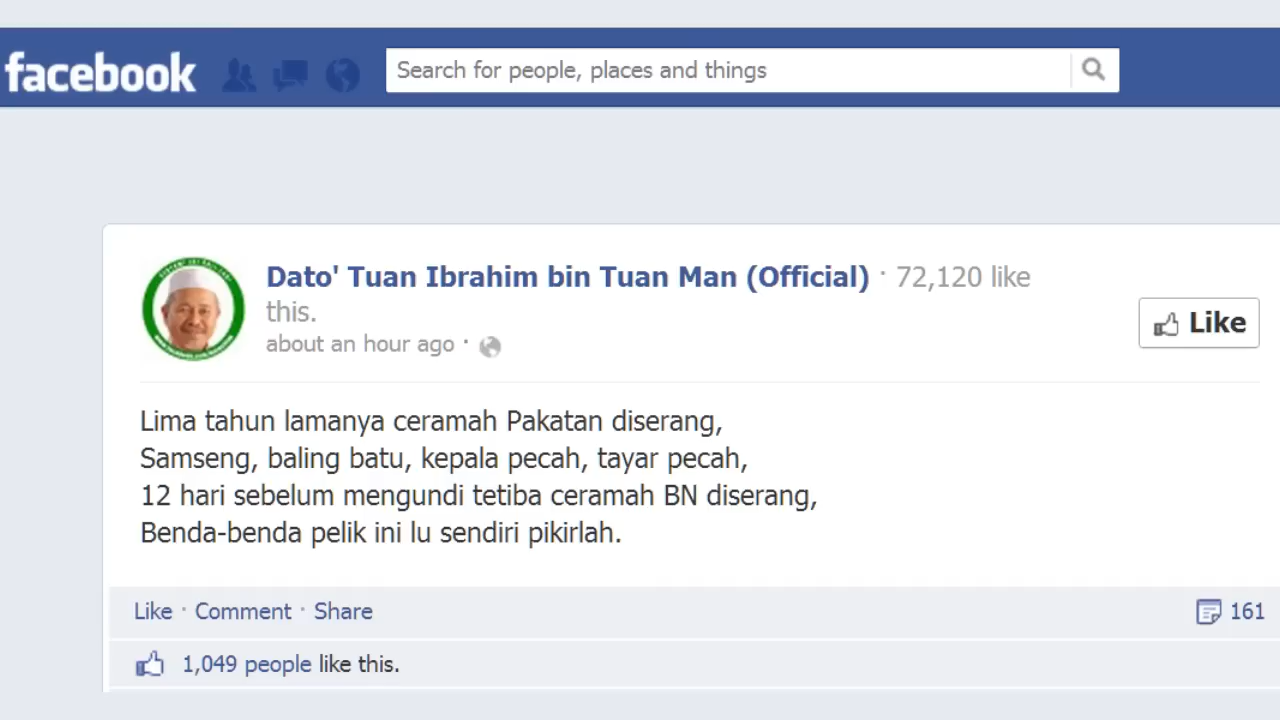 facebook
Search for people, places and things
Dato' Tuan Ibrahim bin Tuan Man (Official) · 72,120 like
this.
about an hour ago ·
Like
Lima tahun lamanya ceramah Pakatan diserang,
Samseng, baling batu, kepala pecah, tayar pecah,
12 hari sebelum mengundi tetiba ceramah BN diserang,
Benda-benda pelik ini lu sendiri pikirlah.
Like · Comment · Share
161
1,049 people like this.